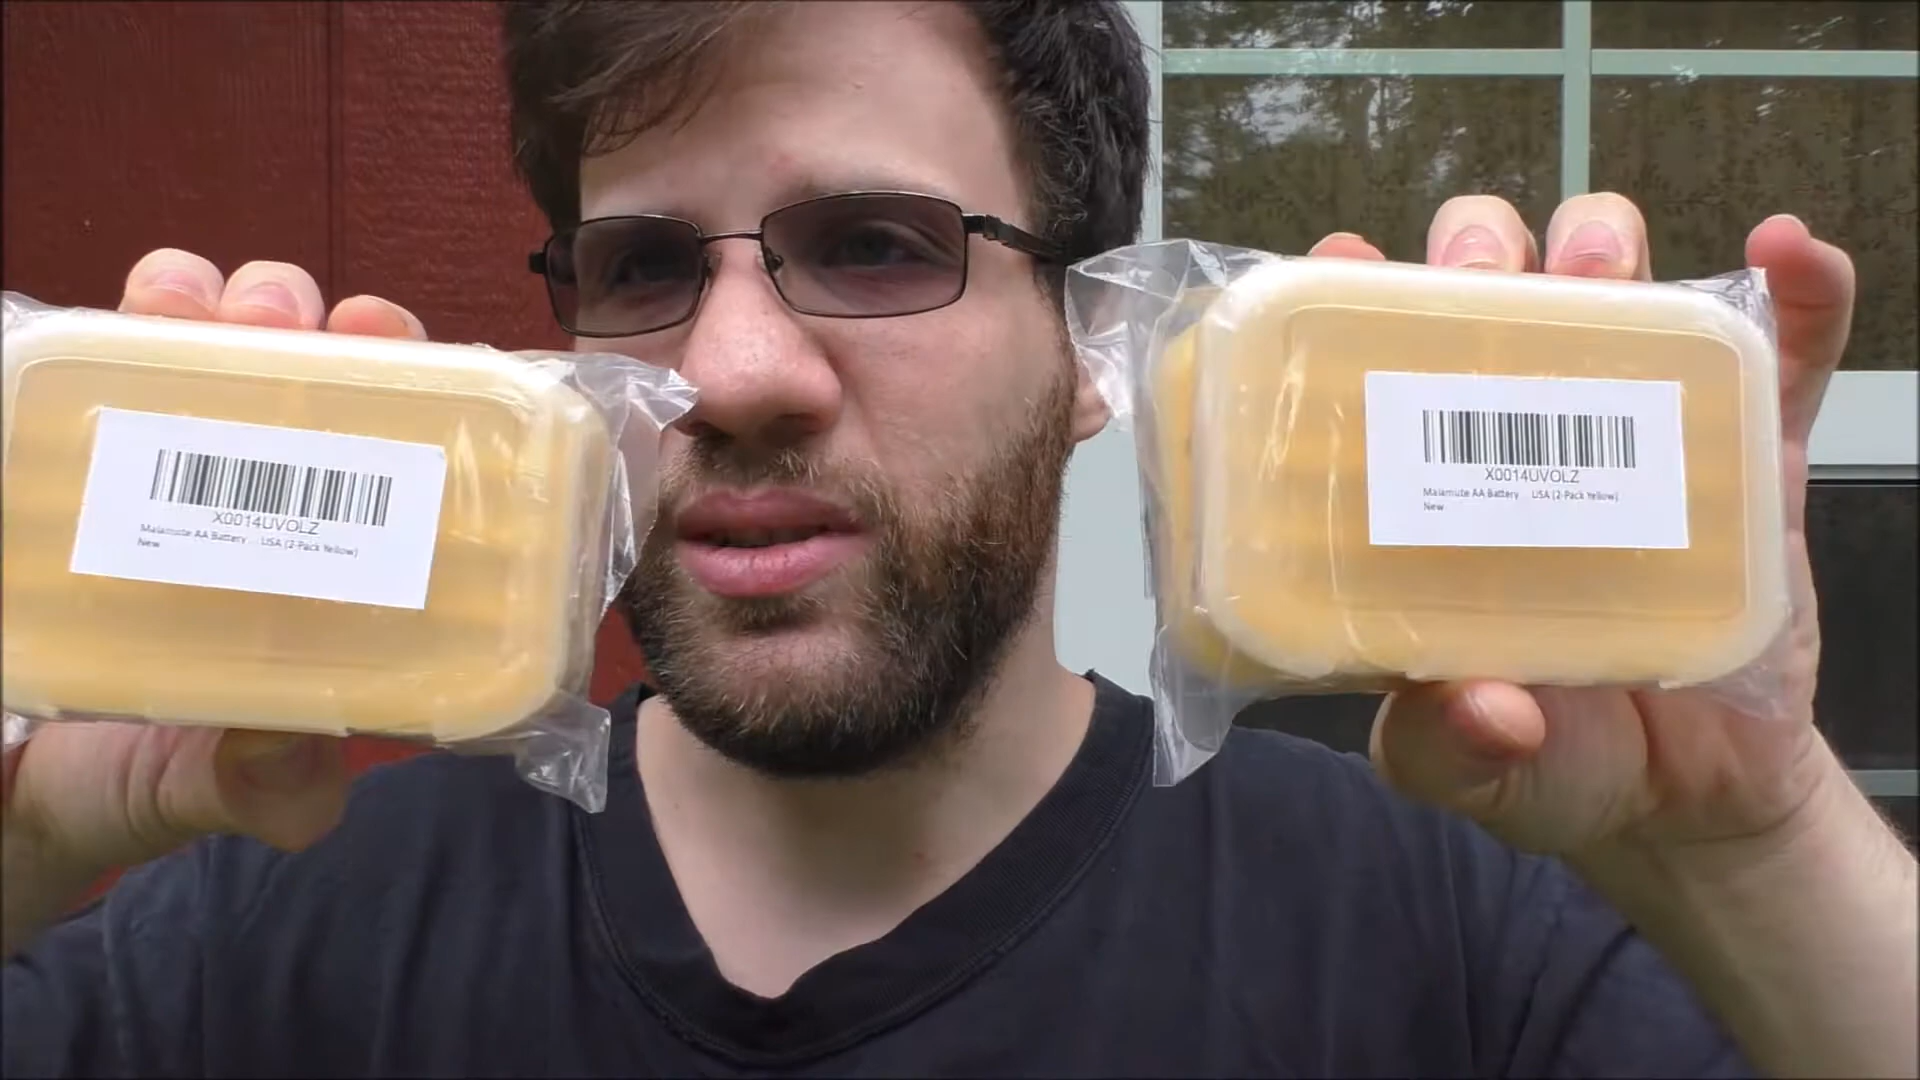 X0014UVOLZ
Malamute AA Battery ... USA (2-Pack Yellow)
New
X0014UVOLZ
Malamute AA Battery ... USA (2-Pack Yellow)
New